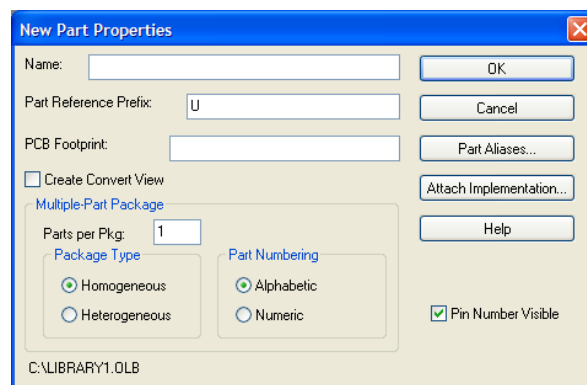 New Part Properties
Name:
OK
Part Reference Prefix:
U
Cancel
PCB Footprint:
Part Aliases...
Create Convert View
Attach Implementation...
Multiple-Part Package
Parts per Pkg:
1
Help
Package Type
Part Numbering
Homogeneous
Alphabetic
Heterogeneous
Numeric
Pin Number Visible
C:\LIBRARY1.OLB